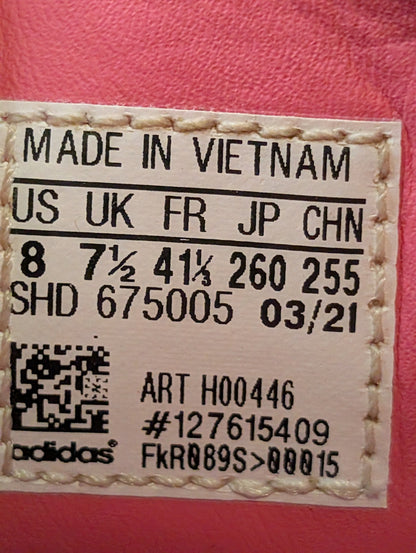 MADE IN VIETNAM
US UK FR JP CHN
8 7½ 41⅓ 260 255
SHD 675005 03/21
ART H00446
#127615409
adidas® FkR089S>00015